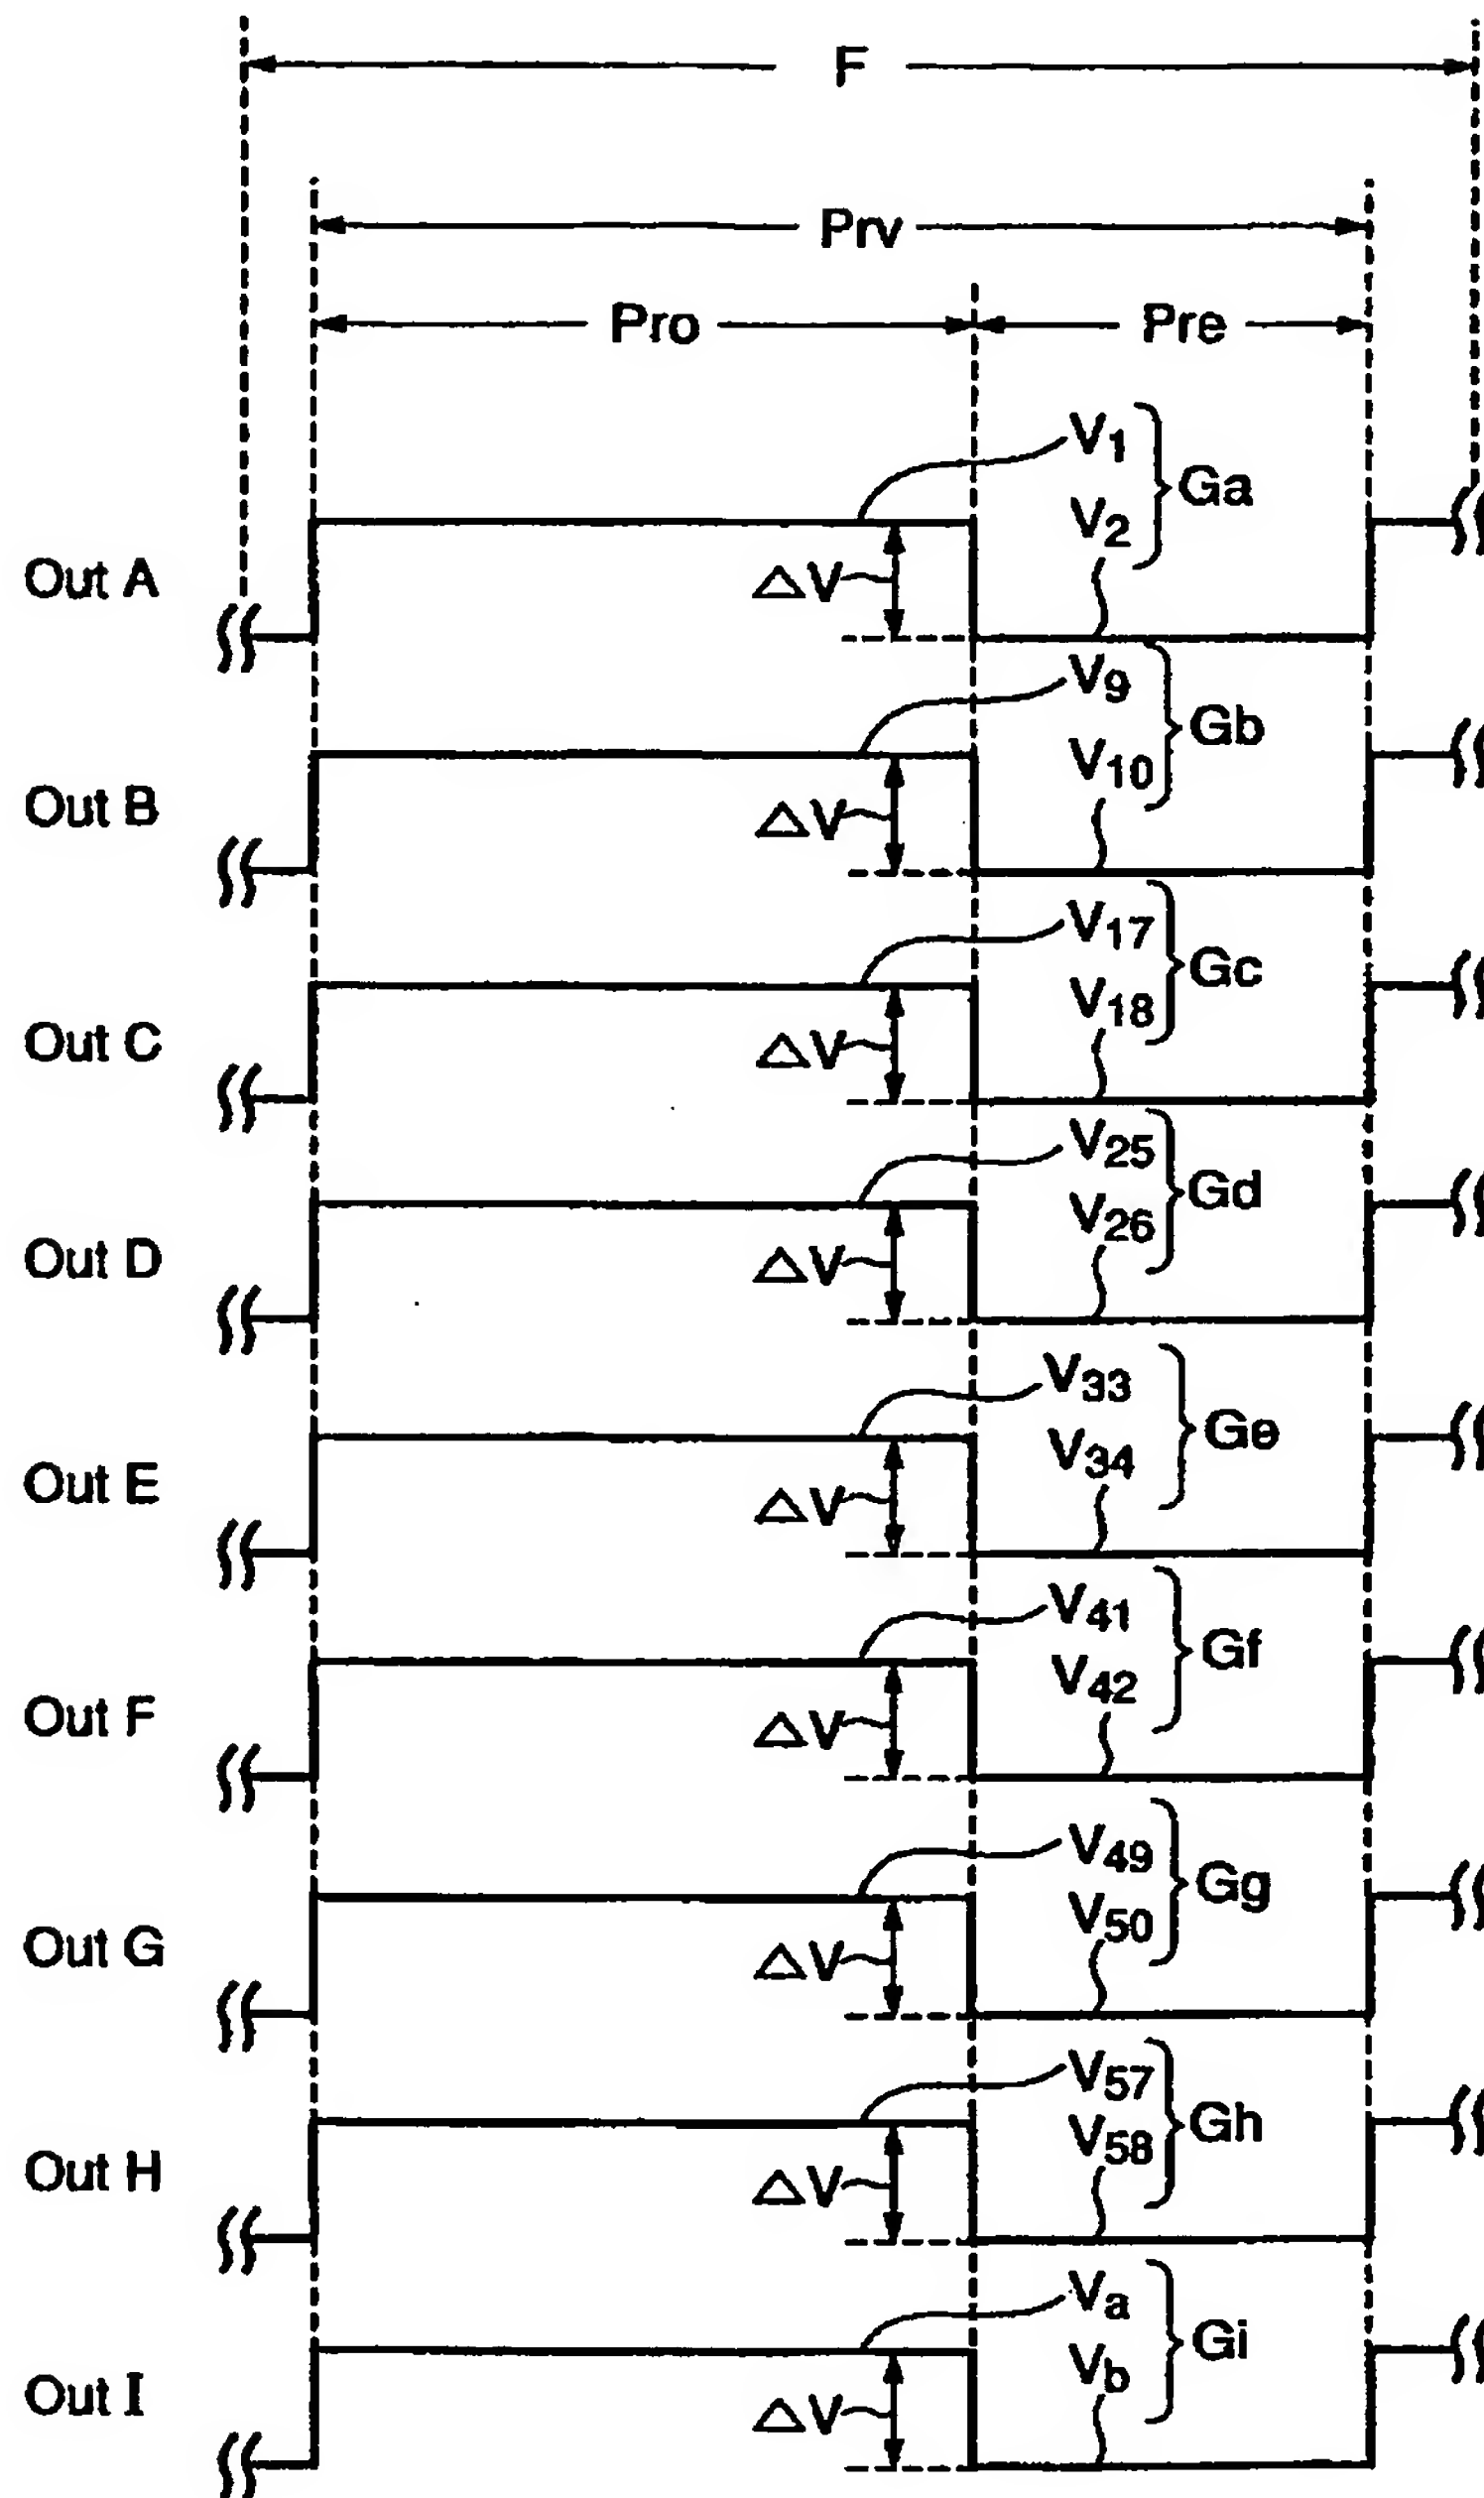 F
Prv
Pro
Pre
V1
V2
Ga
Out A
ΔV
V9
V10
Gb
Out B
ΔV
V17
V18
Gc
Out C
ΔV
V25
V26
Gd
Out D
ΔV
V33
V34
Ge
Out E
ΔV
V41
V42
Gf
Out F
ΔV
V49
V50
Gg
Out G
ΔV
V57
V58
Gh
Out H
ΔV
Va
Vb
Gi
Out I
ΔV